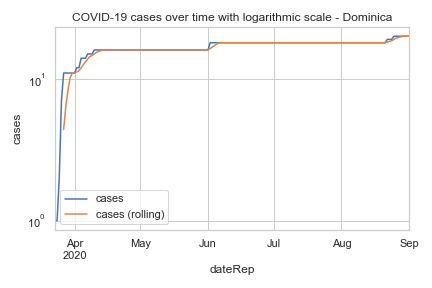 COVID-19 cases over time with logarithmic scale - Dominica
cases
10¹
10⁰
cases
cases (rolling)
Apr May Jun Jul Aug Sep
2020
dateRep